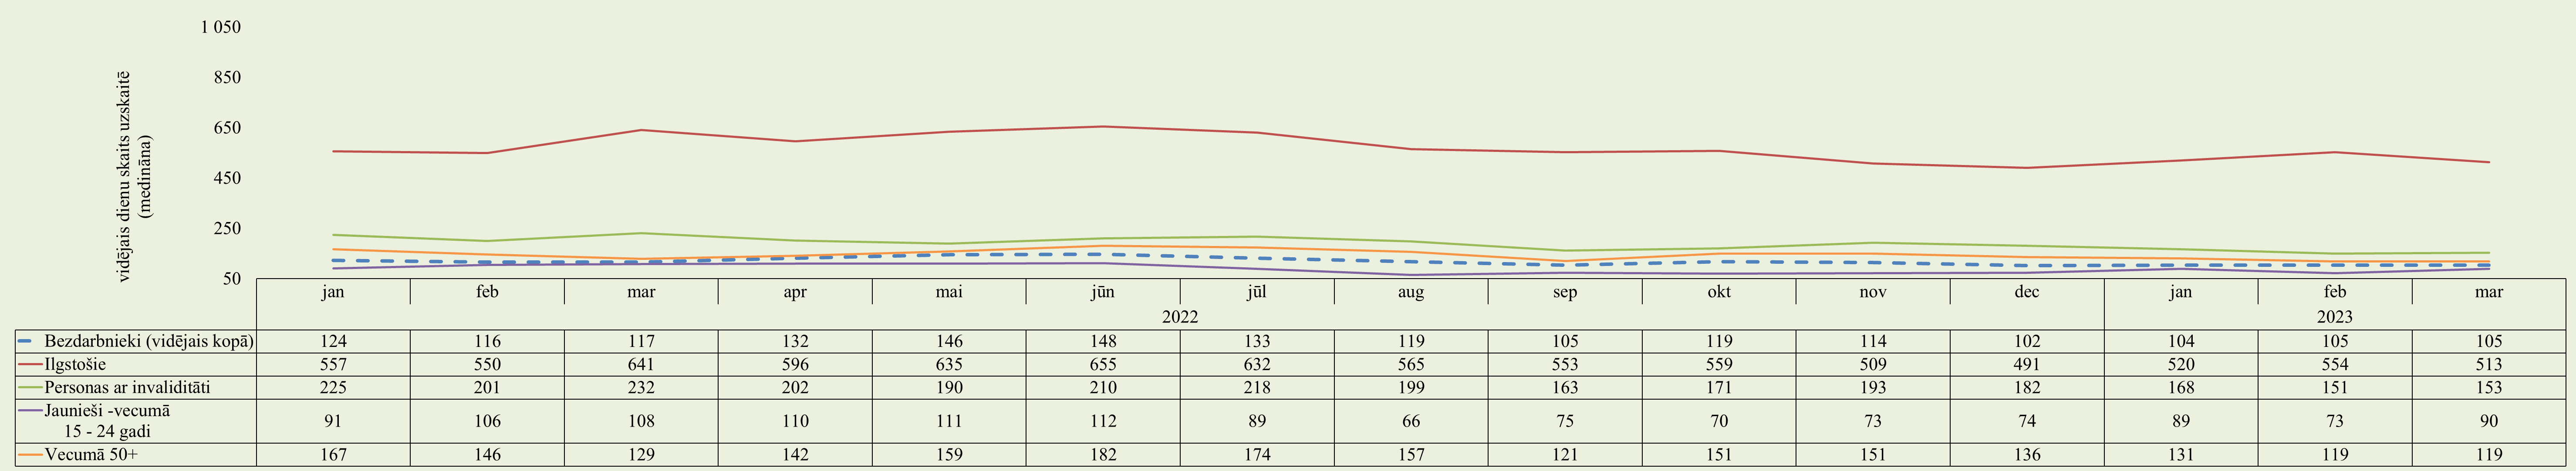 1 050
850
650
450
250
50
vidējais dienu skaits uzskaitē
(medināna)
jan feb mar apr mai jūn jūl aug sep okt nov dec jan feb mar
2022 2023
Bezdarbnieki (vidējais kopā) 124 116 117 132 146 148 133 119 105 119 114 102 104 105 105
Ilgstošie 557 550 641 596 635 655 632 565 553 559 509 491 520 554 513
Personas ar invaliditāti 225 201 232 202 190 210 218 199 163 171 193 182 168 151 153
Jaunieši -vecumā
15 - 24 gadi 91 106 108 110 111 112 89 66 75 70 73 74 89 73 90
Vecumā 50+ 167 146 129 142 159 182 174 157 121 151 151 136 131 119 119